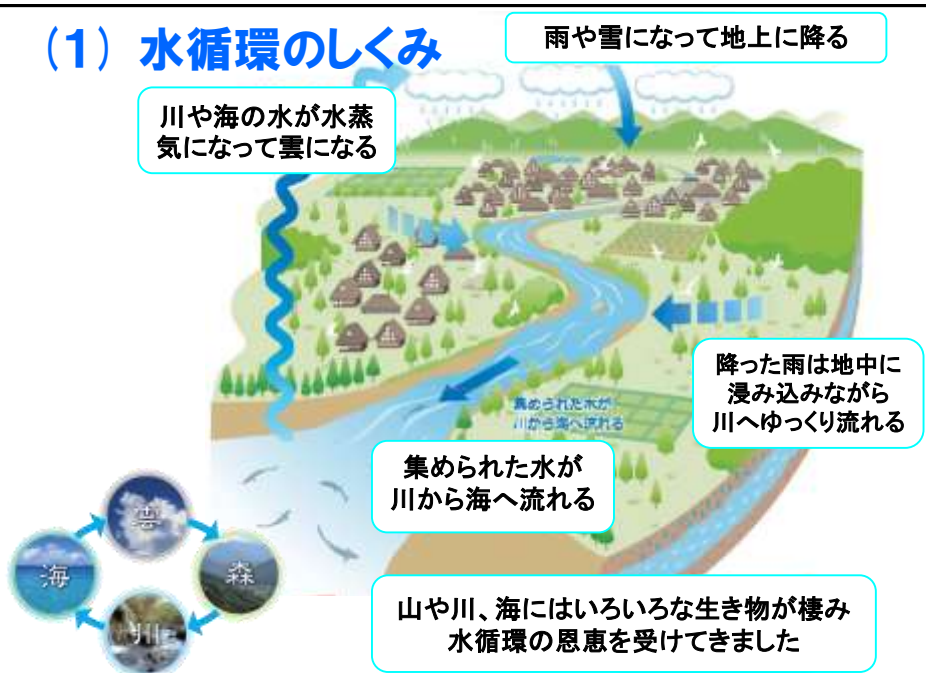 (1) 水循環のしくみ
雨や雪になって地上に降る
川や海の水が水蒸
気になって雲になる
降った雨は地中に
浸み込みながら
川へゆっくり流れる
集められた水が
川から海へ流れる
集められた水が
川から海へ流れる
雲
海
森
川
山や川、海にはいろいろな生き物が棲み
水循環の恩恵を受けてきました